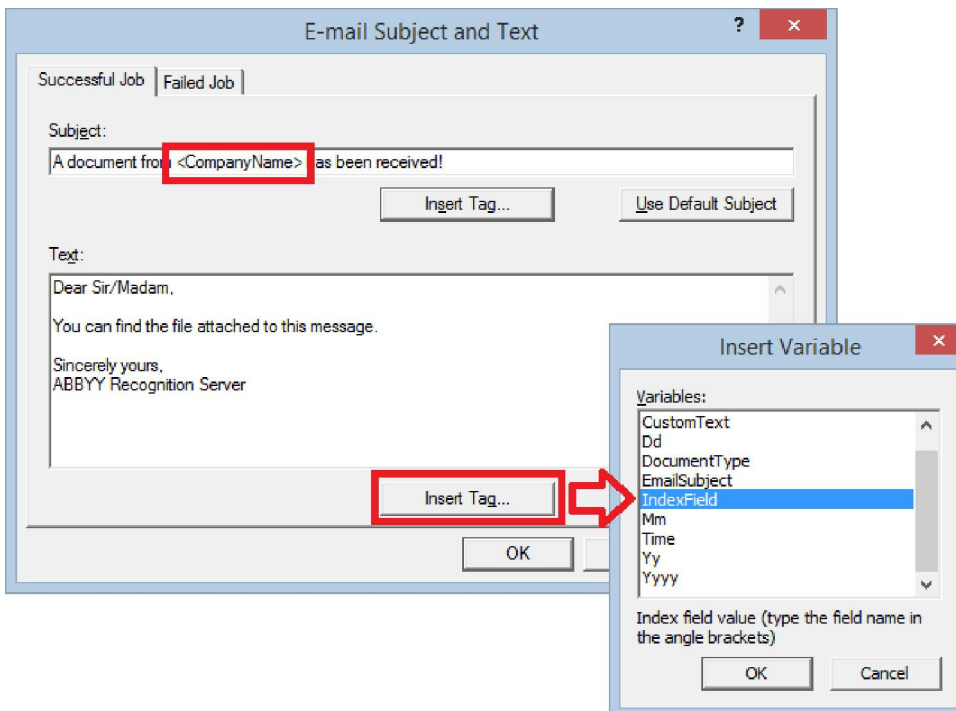 E-mail Subject and Text
?
Successful Job
Failed Job
Subject:
A document from <CompanyName> has been received!
Insert Tag...
Use Default Subject
Text:
Dear Sir/Madam,
You can find the file attached to this message.
Sincerely yours,
ABBYY Recognition Server
Insert Tag...
OK
Insert Variable
Variables:
CustomText
Dd
DocumentType
EmailSubject
IndexField
Mm
Time
Yy
Yyyy
Index field value (type the field name in
the angle brackets)
OK
Cancel